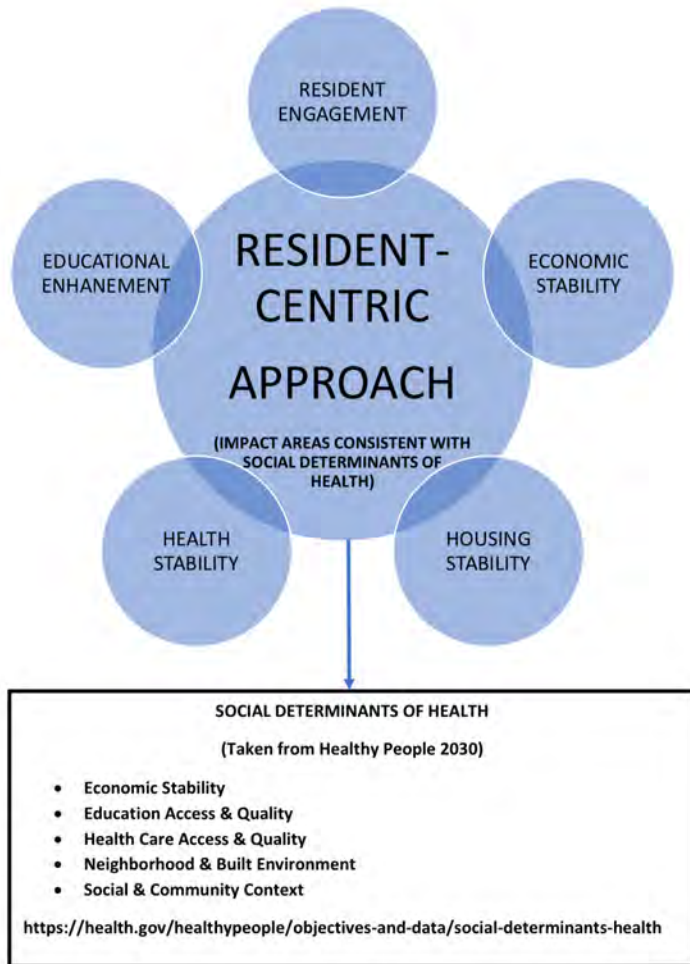 RESIDENT
ENGAGEMENT
EDUCATIONAL
ENHANEMENT
RESIDENT-
CENTRIC
APPROACH
(IMPACT AREAS CONSISTENT WITH
SOCIAL DETERMINANTS OF
HEALTH)
ECONOMIC
STABILITY
HEALTH
STABILITY
HOUSING
STABILITY
SOCIAL DETERMINANTS OF HEALTH
(Taken from Healthy People 2030)
• Economic Stability
• Education Access & Quality
• Health Care Access & Quality
• Neighborhood & Built Environment
• Social & Community Context
https://health.gov/healthypeople/objectives-and-data/social-determinants-health